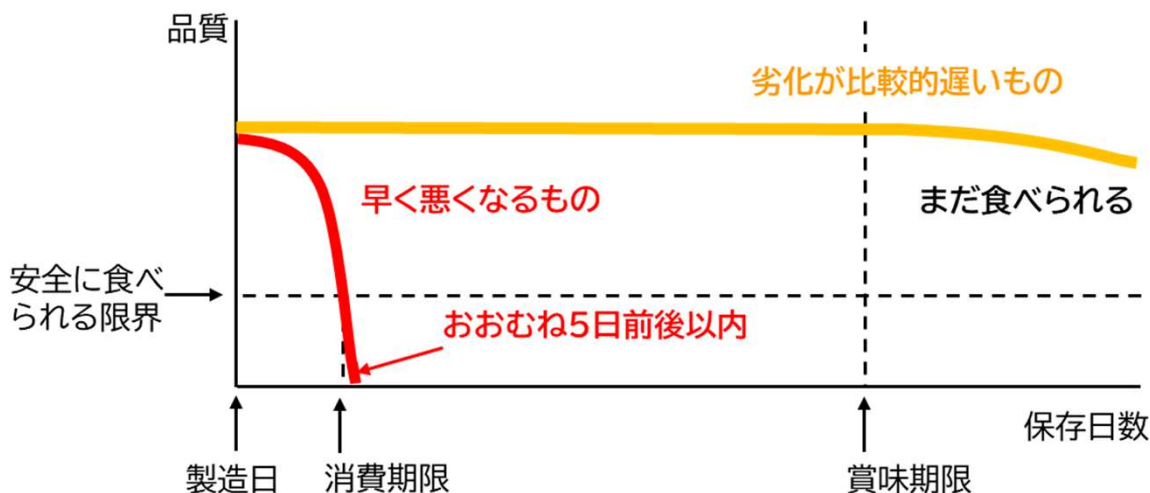 品質
劣化が比較的遅いもの
早く悪くなるもの
まだ食べられる
安全に食べ
られる限界
おおむね5日前後以内
保存日数
製造日
消費期限
賞味期限